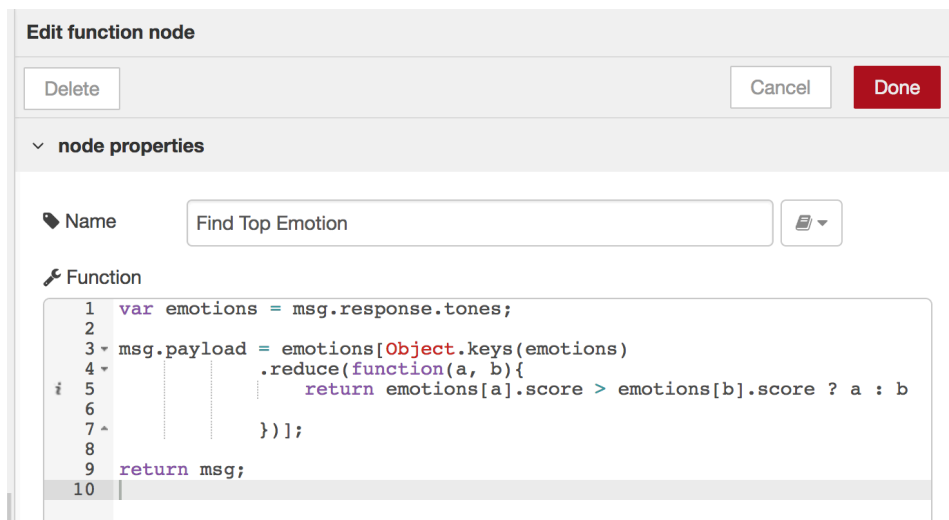 Edit function node
Delete Cancel Done
node properties
Name Find Top Emotion
Function
1 var emotions = msg.response.tones;
2
3 msg.payload = emotions[Object.keys(emotions)
4 .reduce(function(a, b){
i 5 return emotions[a].score > emotions[b].score ? a : b
6
7 })];
8
9 return msg;
10